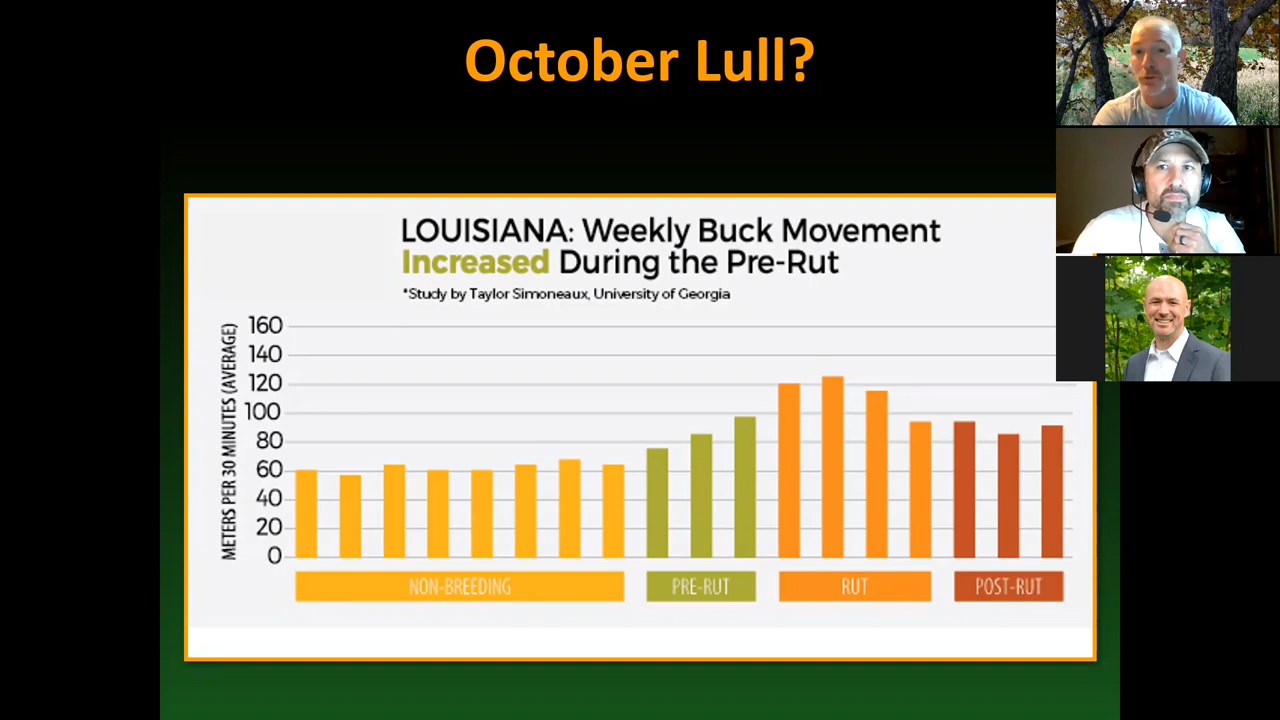 October Lull?
LOUISIANA: Weekly Buck Movement
Increased During the Pre-Rut
*Study by Taylor Simoneaux, University of Georgia
METERS PER 30 MINUTES (AVERAGE)
160
140
120
100
80
60
40
20
0
NON-BREEDING
PRE-RUT
RUT
POST-RUT